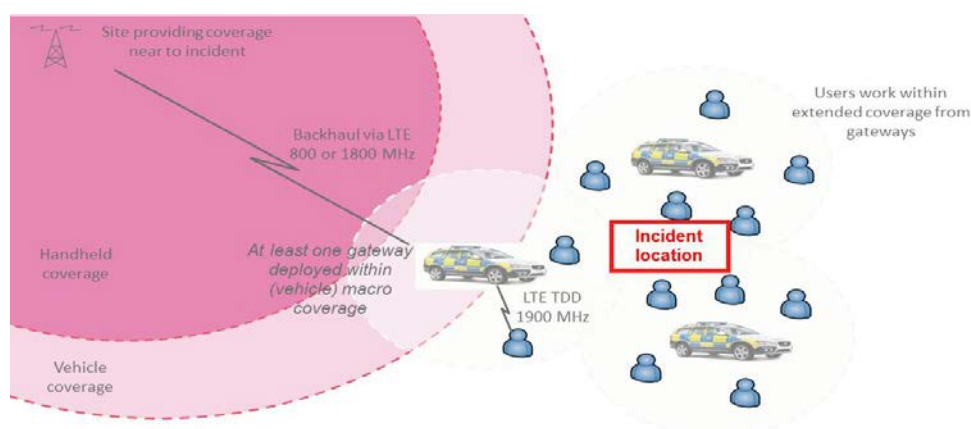 Site providing coverage
near to incident
Users work within
extended coverage from
gateways
Backhaul via LTE
800 or 1800 MHz
Incident
location
Handheld
coverage
At least one gateway
deployed within
(vehicle) macro
coverage
LTE TDD
1900 MHz
Vehicle
coverage